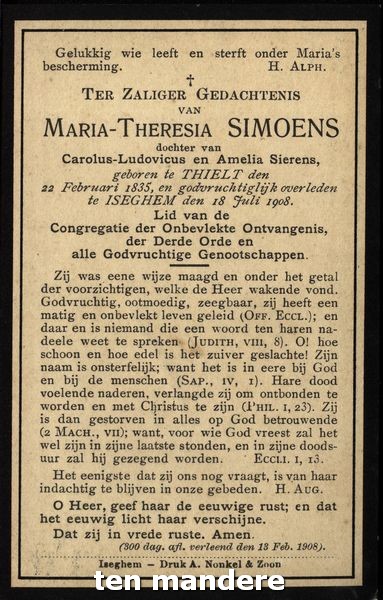 Gelukkig wie leeft en sterft onder Maria's
bescherming. H. Alph.
†
Ter Zaliger Gedachtenis
van
Maria-Theresia SIMOENS
dochter van
Carolus-Ludovicus en Amelia Sierens,
geboren te THIELT den
22 Februari 1835, en godvruchtiglijk overleden
te ISEGHEM den 18 Juli 1908.
Lid van de
Congregatie der Onbevlekte Ontvangenis,
der Derde Orde en
alle Godvruchtige Genootschappen.
Zij was eene wijze maagd en onder het getal
der voorzichtigen, welke de Heer wakende vond.
Godvruchtig, ootmoedig, zeegbaar, zij heeft een
matig en onbevlekt leven geleid (Off. Eccl.); en
daar en is niemand die een woord ten haren na-
deele weet te spreken (Judith, viii, 8). O! hoe
schoon en hoe edel is het zuiver geslachte! Zijn
naam is onsterfelijk; want het is in eere bij God
en bij de menschen (Sap., iv, 1). Hare dood
voelende naderen, verlangde zij om ontbonden
te worden en met Christus te zijn (Phil. i, 23). Zij
is dan gestorven in alles op God betrouwende
(2 Mach., vii); want, voor wie God vreest zal het
wel zijn in zijne laatste stonden, en in zijne doods-
uur zal hij gezegend worden. Eccli. i, 13.
Het eenigste dat zij ons nog vraagt, is van haar
indachtig te blijven in onze gebeden. H. Aug.
O Heer, geef haar de eeuwige rust; en dat
het eeuwig licht haar verschijne.
Dat zij in vrede ruste. Amen.
(300 dag. afl. verleend den 13 Feb. 1908).
Iseghem – Druk A. Nonkel & Zoon
ten mandere